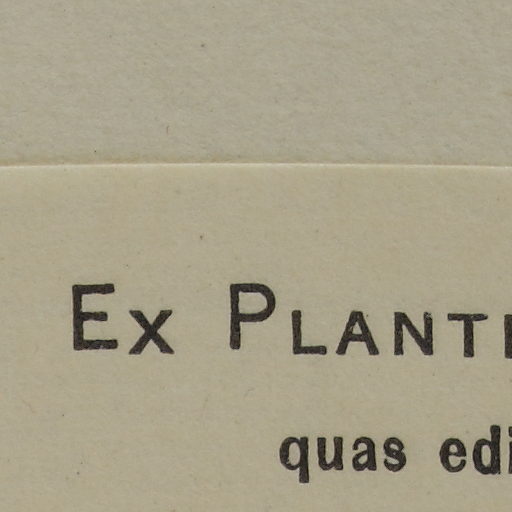 Ex Plant
quas edi